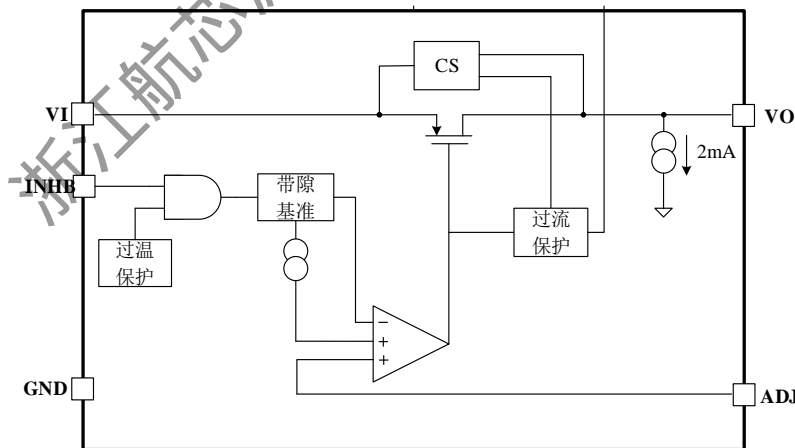 浙江航芯
CS
VI
VO
2mA
INHB
带隙
基准
过温
保护
过流
保护
−
+
+
GND
ADJ